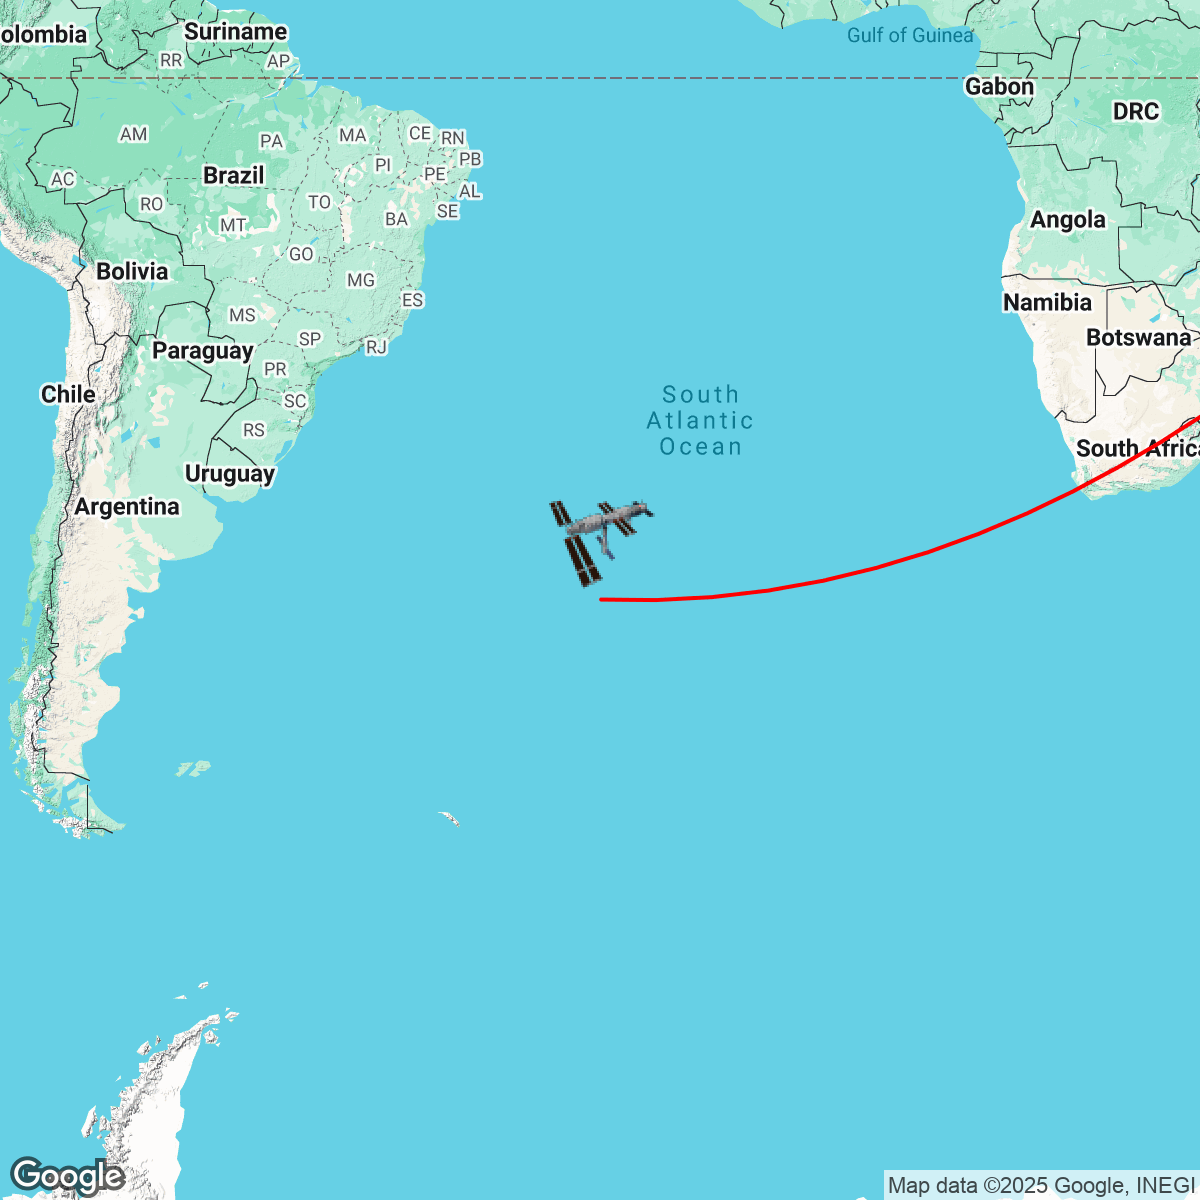 olombia
Suriname
Gulf of Guinea
RR
AP
Gabon
DRC
AM
PA
MA
CE
RN
PI
PB
PE
AC
Brazil
AL
RO
TO
SE
MT
BA
Angola
GO
Bolivia
MG
ES
Namibia
MS
SP
RJ
Botswana
Paraguay
PR
Chile
SC
South
Atlantic
Ocean
RS
South Africa
Uruguay
Argentina
Google
Map data ©2025 Google, INEGI